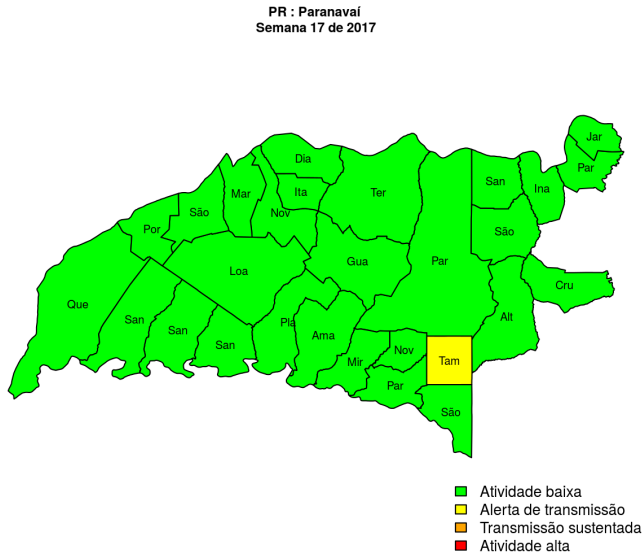 PR : Paranavaí
Semana 17 de 2017
Jar
Dia
Par
Ita
San
Ina
Mar
Ter
São
Nov
Por
São
Loa
Gua
Par
Cru
Que
San
San
San
Pla
Ama
Alt
Mir
Nov
Tam
Par
São
Atividade baixa
Alerta de transmissão
Transmissão sustentada
Atividade alta